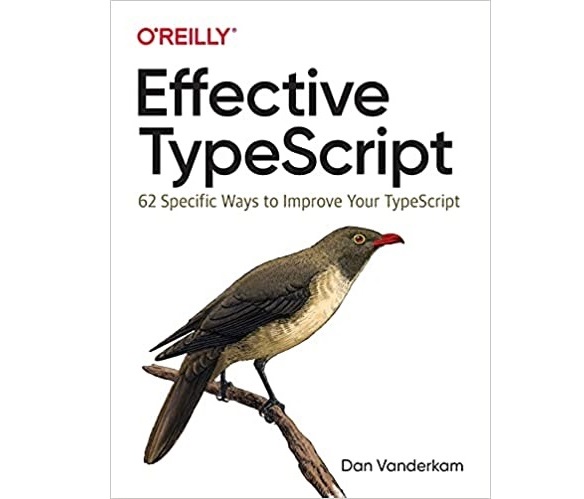 O'REILLY®
Effective
TypeScript
62 Specific Ways to Improve Your TypeScript
Dan Vanderkam